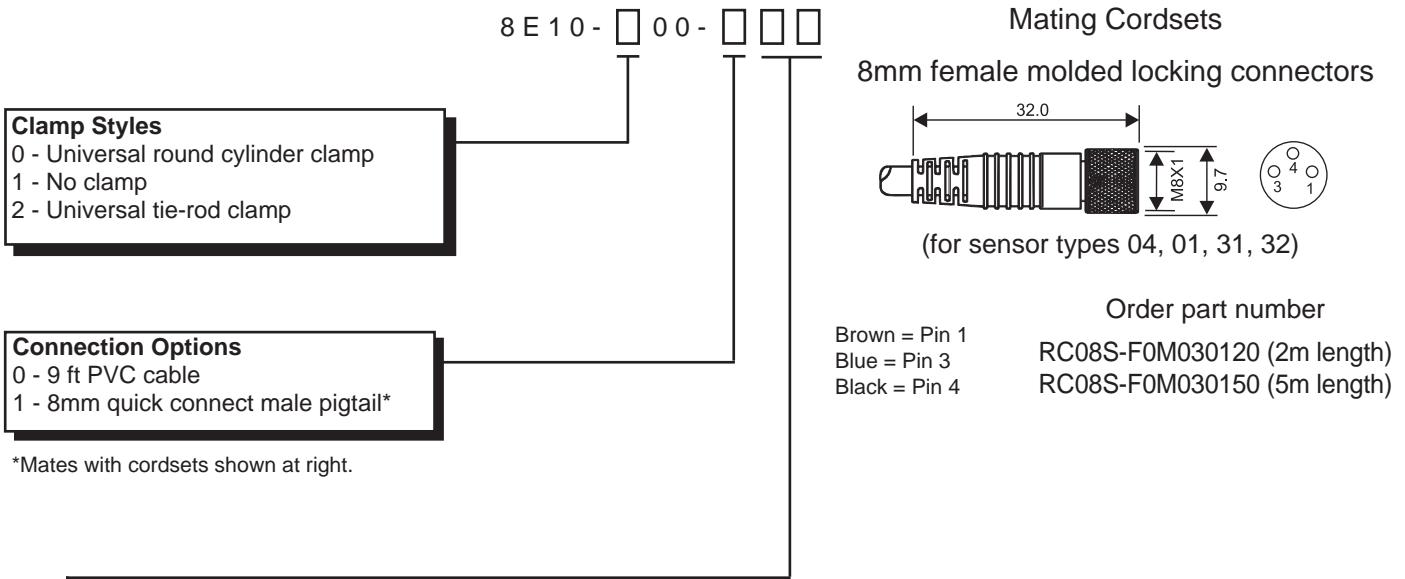 8E10- 00-
Clamp Styles
0 - Universal round cylinder clamp
1 - No clamp
2 - Universal tie-rod clamp
Connection Options
0 - 9 ft PVC cable
1 - 8mm quick connect male pigtail*
*Mates with cordsets shown at right.
Mating Cordsets
8mm female molded locking connectors
32.0
M8X1
9.7
4
3 1
(for sensor types 04, 01, 31, 32)
Order part number
Brown = Pin 1
Blue = Pin 3
Black = Pin 4
RC08S-F0M030120 (2m length)
RC08S-F0M030150 (5m length)